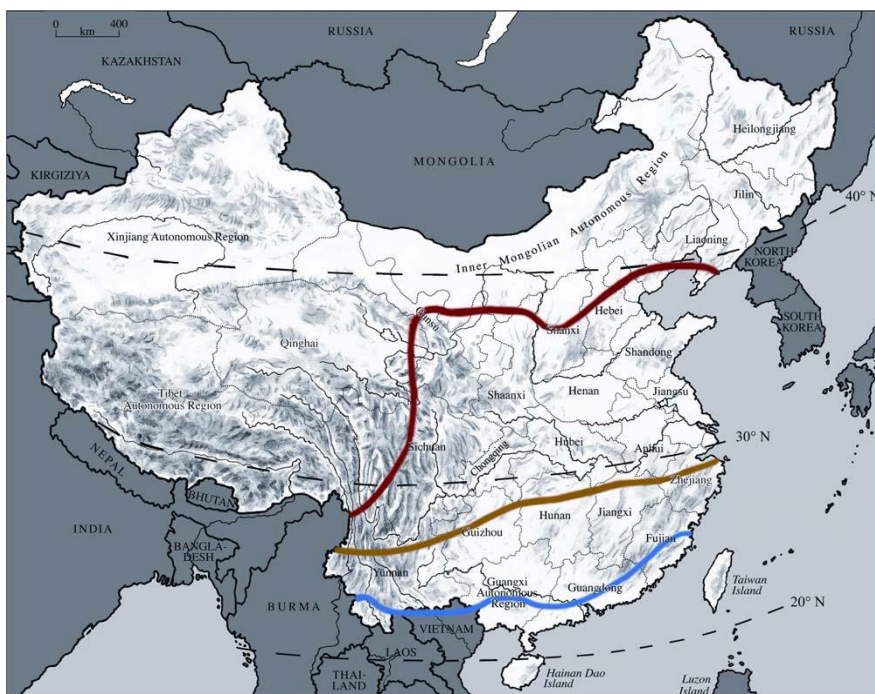 0 400
km
RUSSIA
RUSSIA
KAZAKHSTAN
Heilongjiang
MONGOLIA
KIRGIZIYA
Jilin
40° N
Xinjiang Autonomous Region
Inner Mongolian Autonomous Region
Liaoning
NORTH
KOREA
Gansu
Hebei
SOUTH
KOREA
Shanxi
Qinghai
Shandong
Tibet
Autonomous Region
Shaanxi
Henan
Jiangsu
Sichuan
Chongqing
Hubei
Anhui
30° N
NEPAL
BHUTAN
Zhejiang
INDIA
Hunan
Jiangxi
Guizhou
Fujian
BANGLA-
DESH
Yunnan
Guangxi
Autonomous
Region
Guangdong
Taiwan
Island
BURMA
20° N
VIETNAM
LAOS
THAI-
LAND
Hainan Dao
Island
Luzon
Island